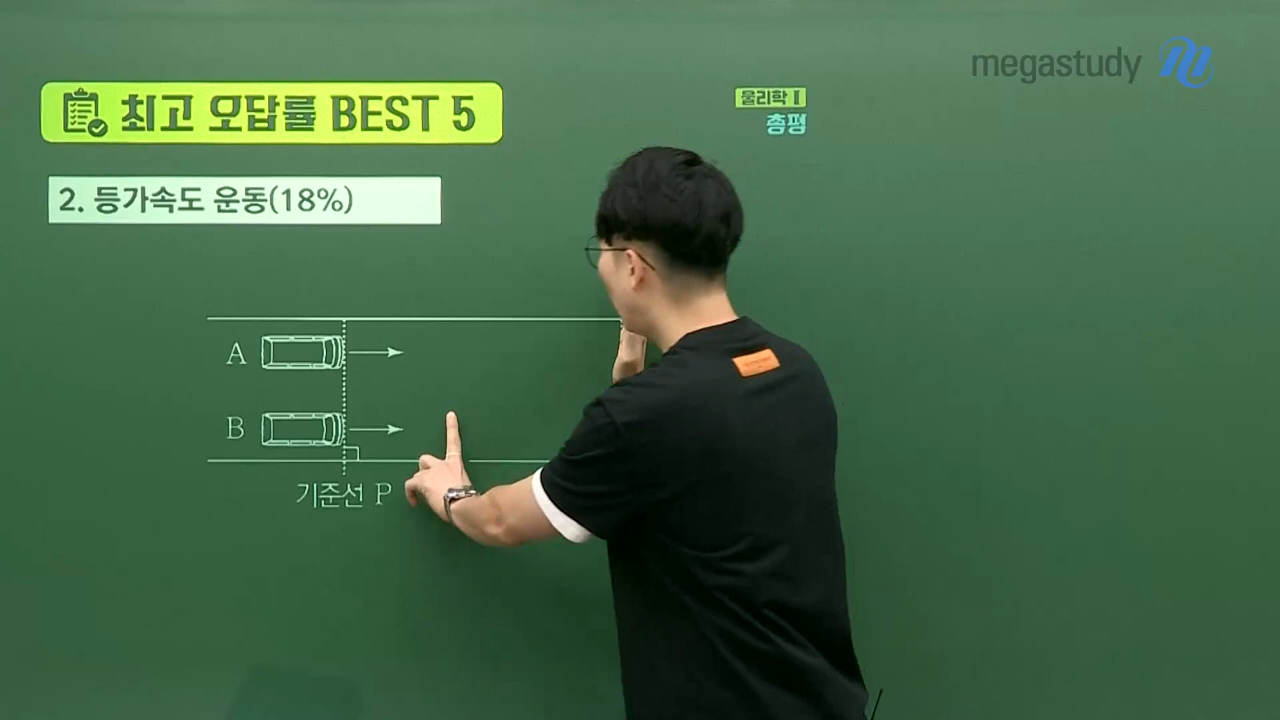 megastudy
최고 오답률 BEST 5
물리학 Ⅰ
총평
2. 등가속도 운동(18%)
A
B
기준선 P